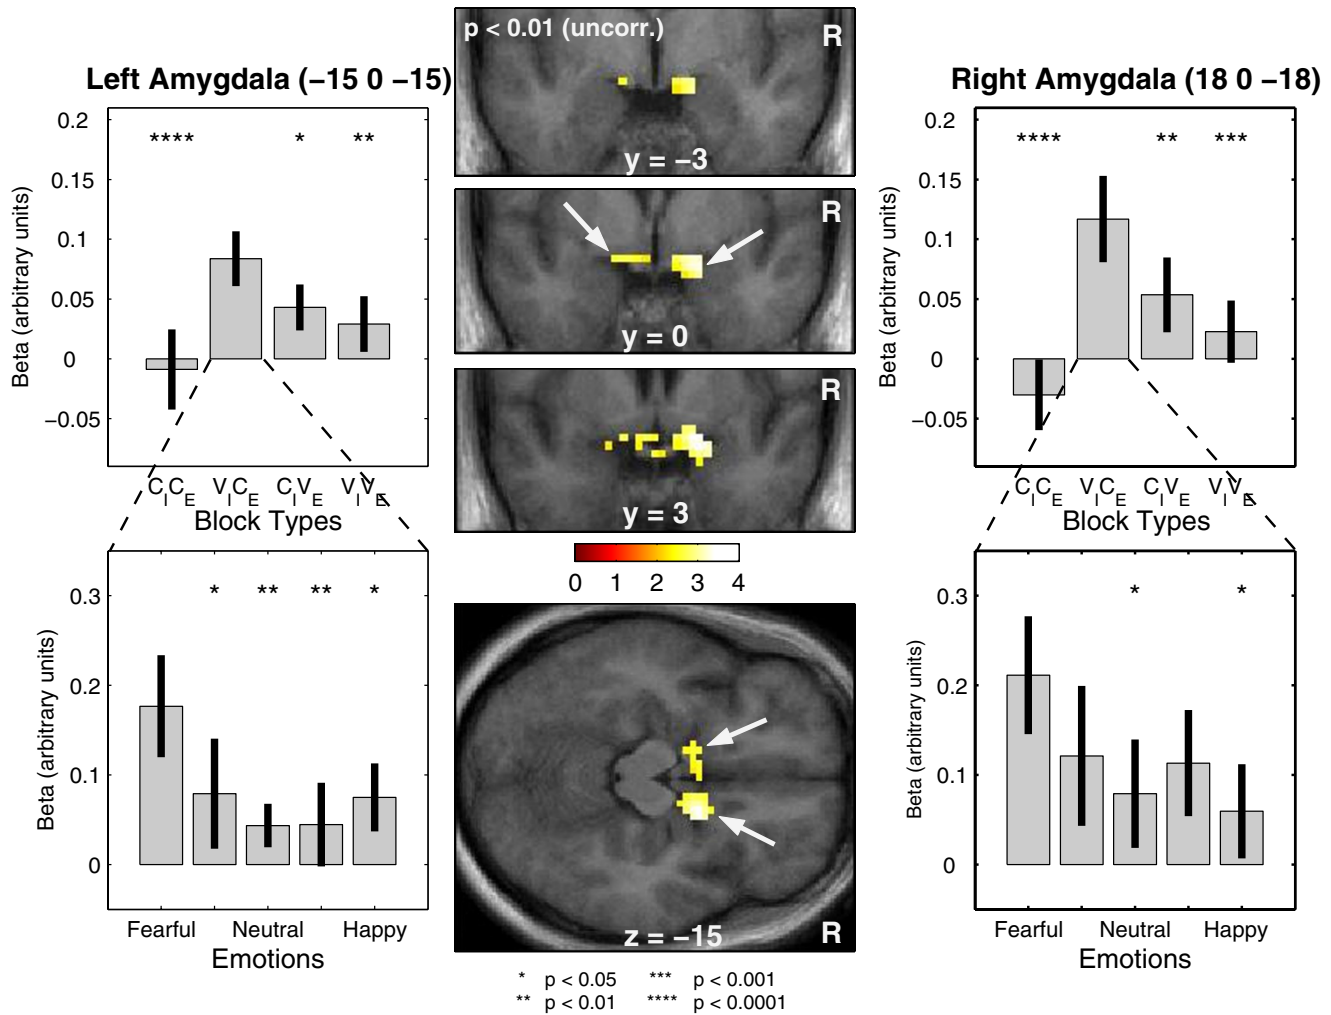 Left Amygdala (−15 0 −15)
Beta (arbitrary units)
0.2
0.15
0.1
0.05
0
−0.05
**** * **
CICE VICE CIVE VIVE
Block Types
Beta (arbitrary units)
0.3
0.2
0.1
0
* ** ** *
Fearful Neutral Happy
Emotions
p < 0.01 (uncorr.) R
y = −3
R
y = 0
R
y = 3
0 1 2 3 4
z = −15 R
* p < 0.05 *** p < 0.001
** p < 0.01 **** p < 0.0001
Right Amygdala (18 0 −18)
Beta (arbitrary units)
0.2
0.15
0.1
0.05
0
−0.05
**** ** ***
CICE VICE CIVE VIVE
Block Types
Beta (arbitrary units)
0.3
0.2
0.1
0
* *
Fearful Neutral Happy
Emotions